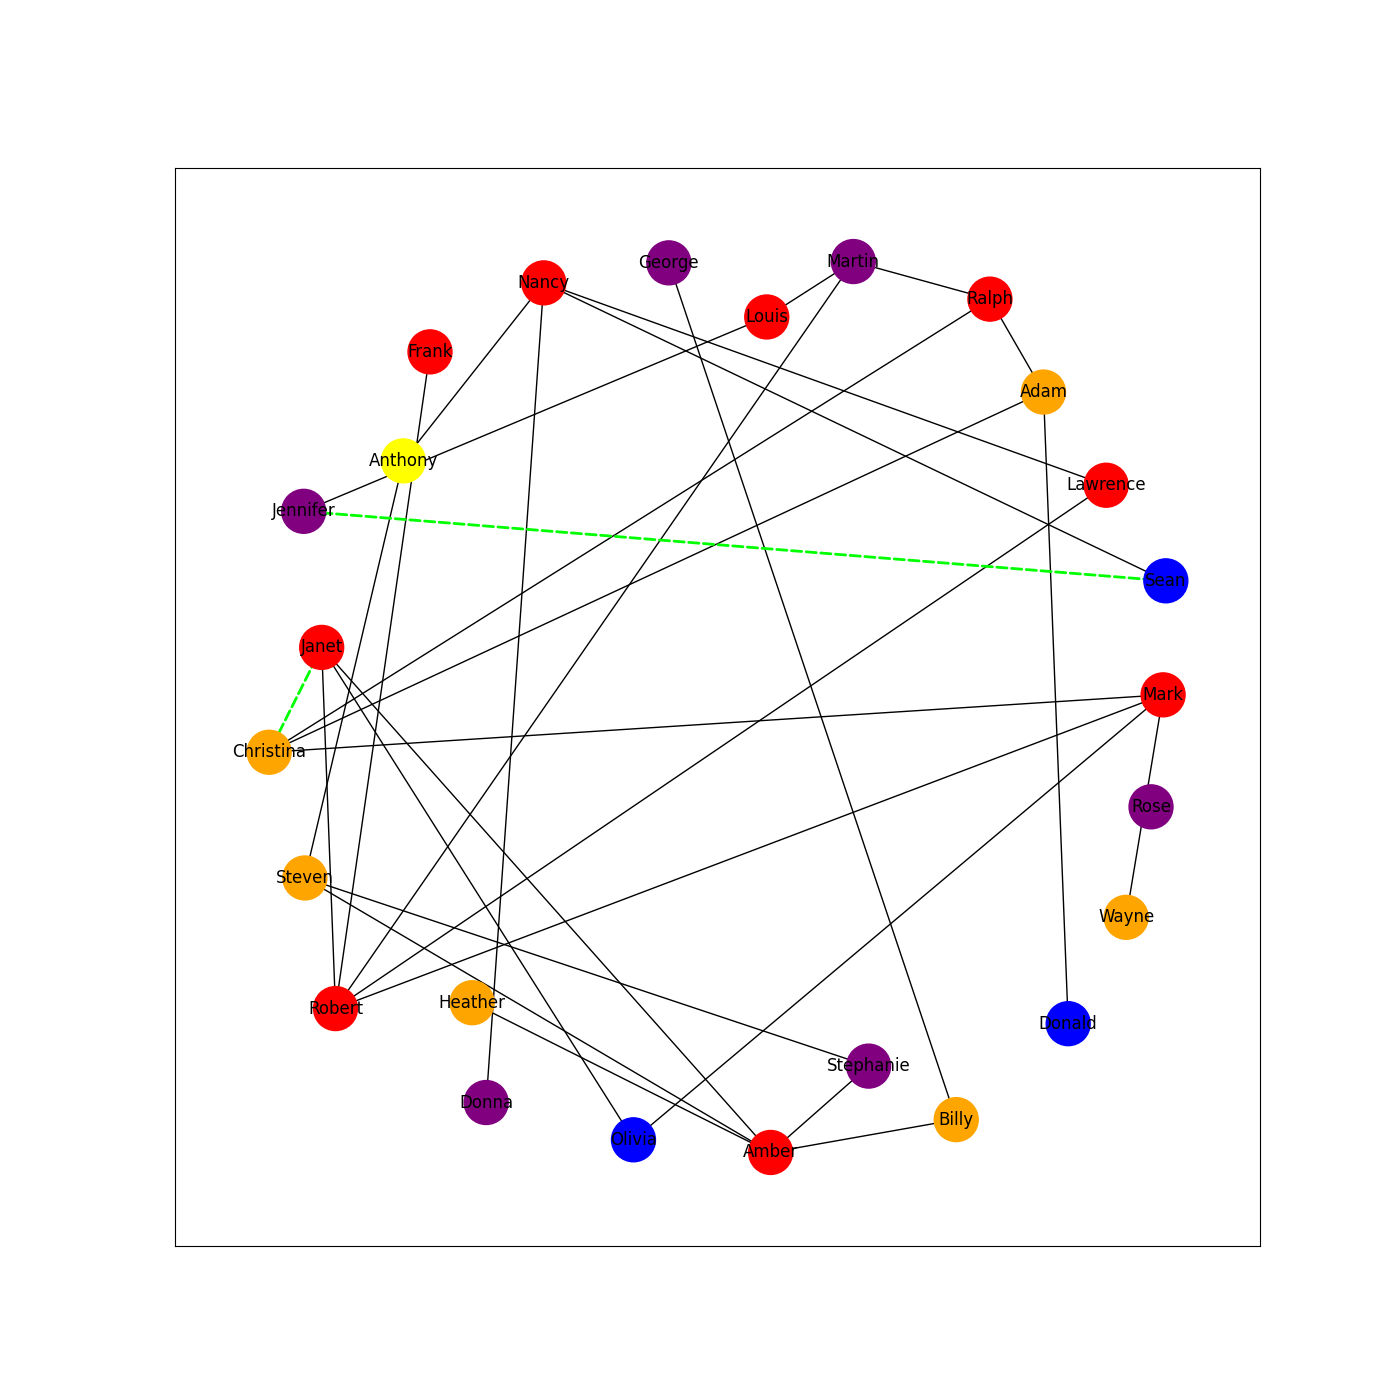 George
Martin
Nancy
Ralph
Louis
Frank
Adam
Anthony
Lawrence
Jennifer
Sean
Janet
Mark
Christina
Rose
Steven
Wayne
Heather
Robert
Donald
Stephanie
Donna
Billy
Olivia
Amber